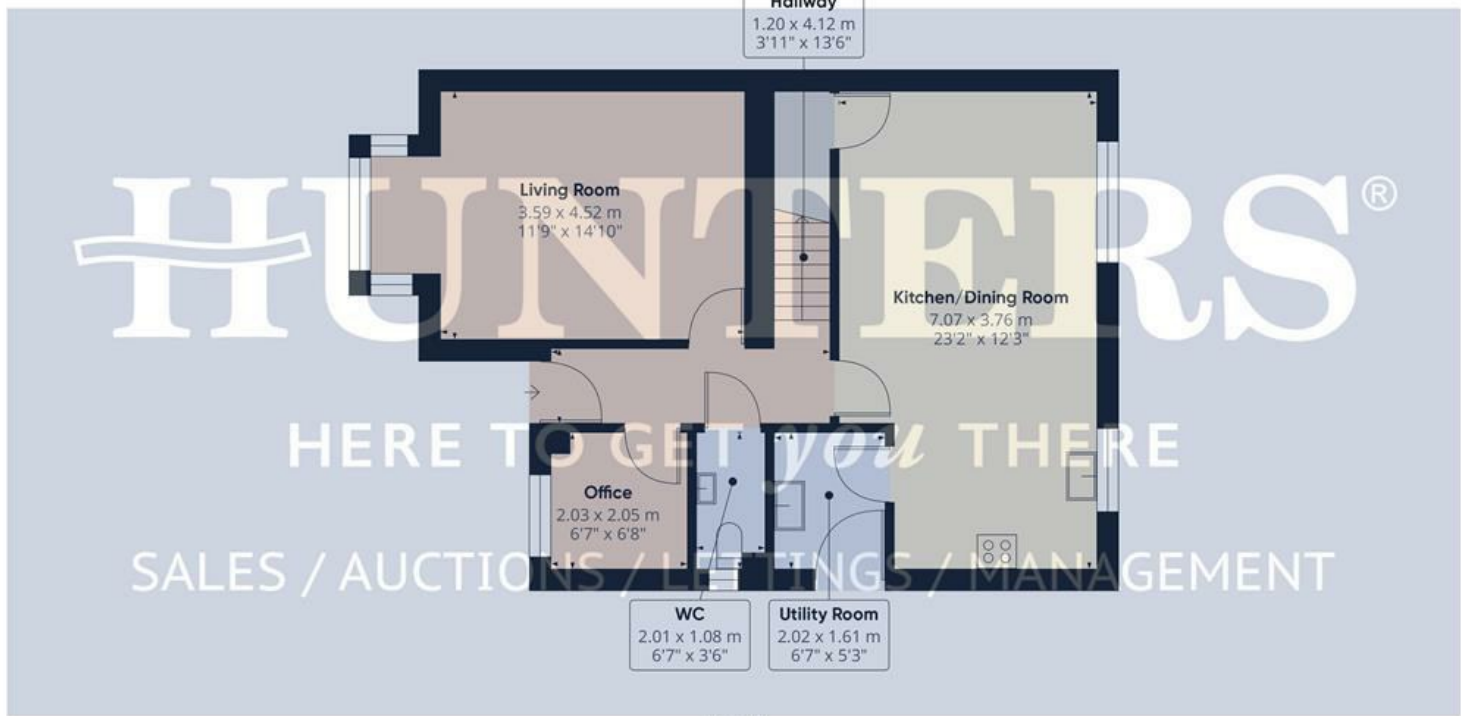 Hallway
1.20 x 4.12 m
3'11" x 13'6"
Living Room
3.59 x 4.52 m
11'9" x 14'10"
HUNTERS®
Kitchen/Dining Room
7.07 x 3.76 m
23'2" x 12'3"
HERE TO GET you THERE
Office
2.03 x 2.05 m
6'7" x 6'8"
SALES / AUCTIONS / LETTINGS / MANAGEMENT
WC
2.01 x 1.08 m
6'7" x 3'6"
Utility Room
2.02 x 1.61 m
6'7" x 5'3"